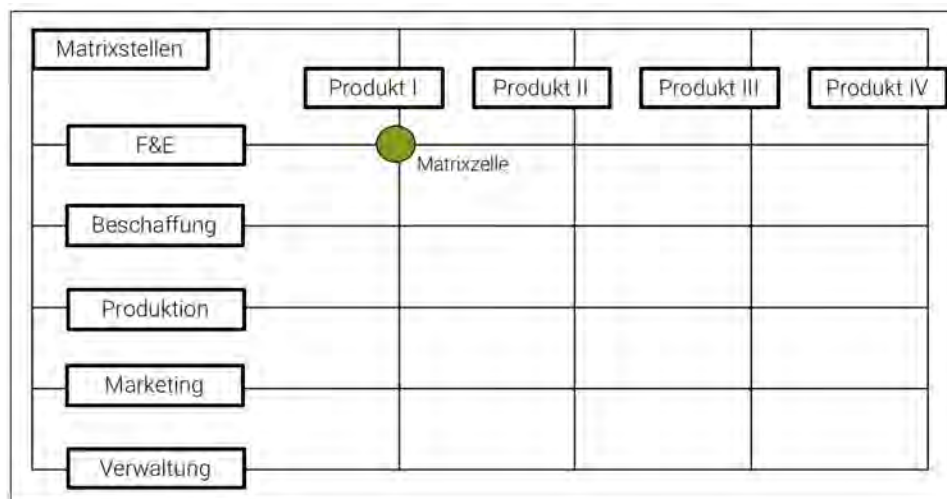 Matrixstellen
Produkt I
Produkt II
Produkt III
Produkt IV
F&E
Matrixzelle
Beschaffung
Produktion
Marketing
Verwaltung